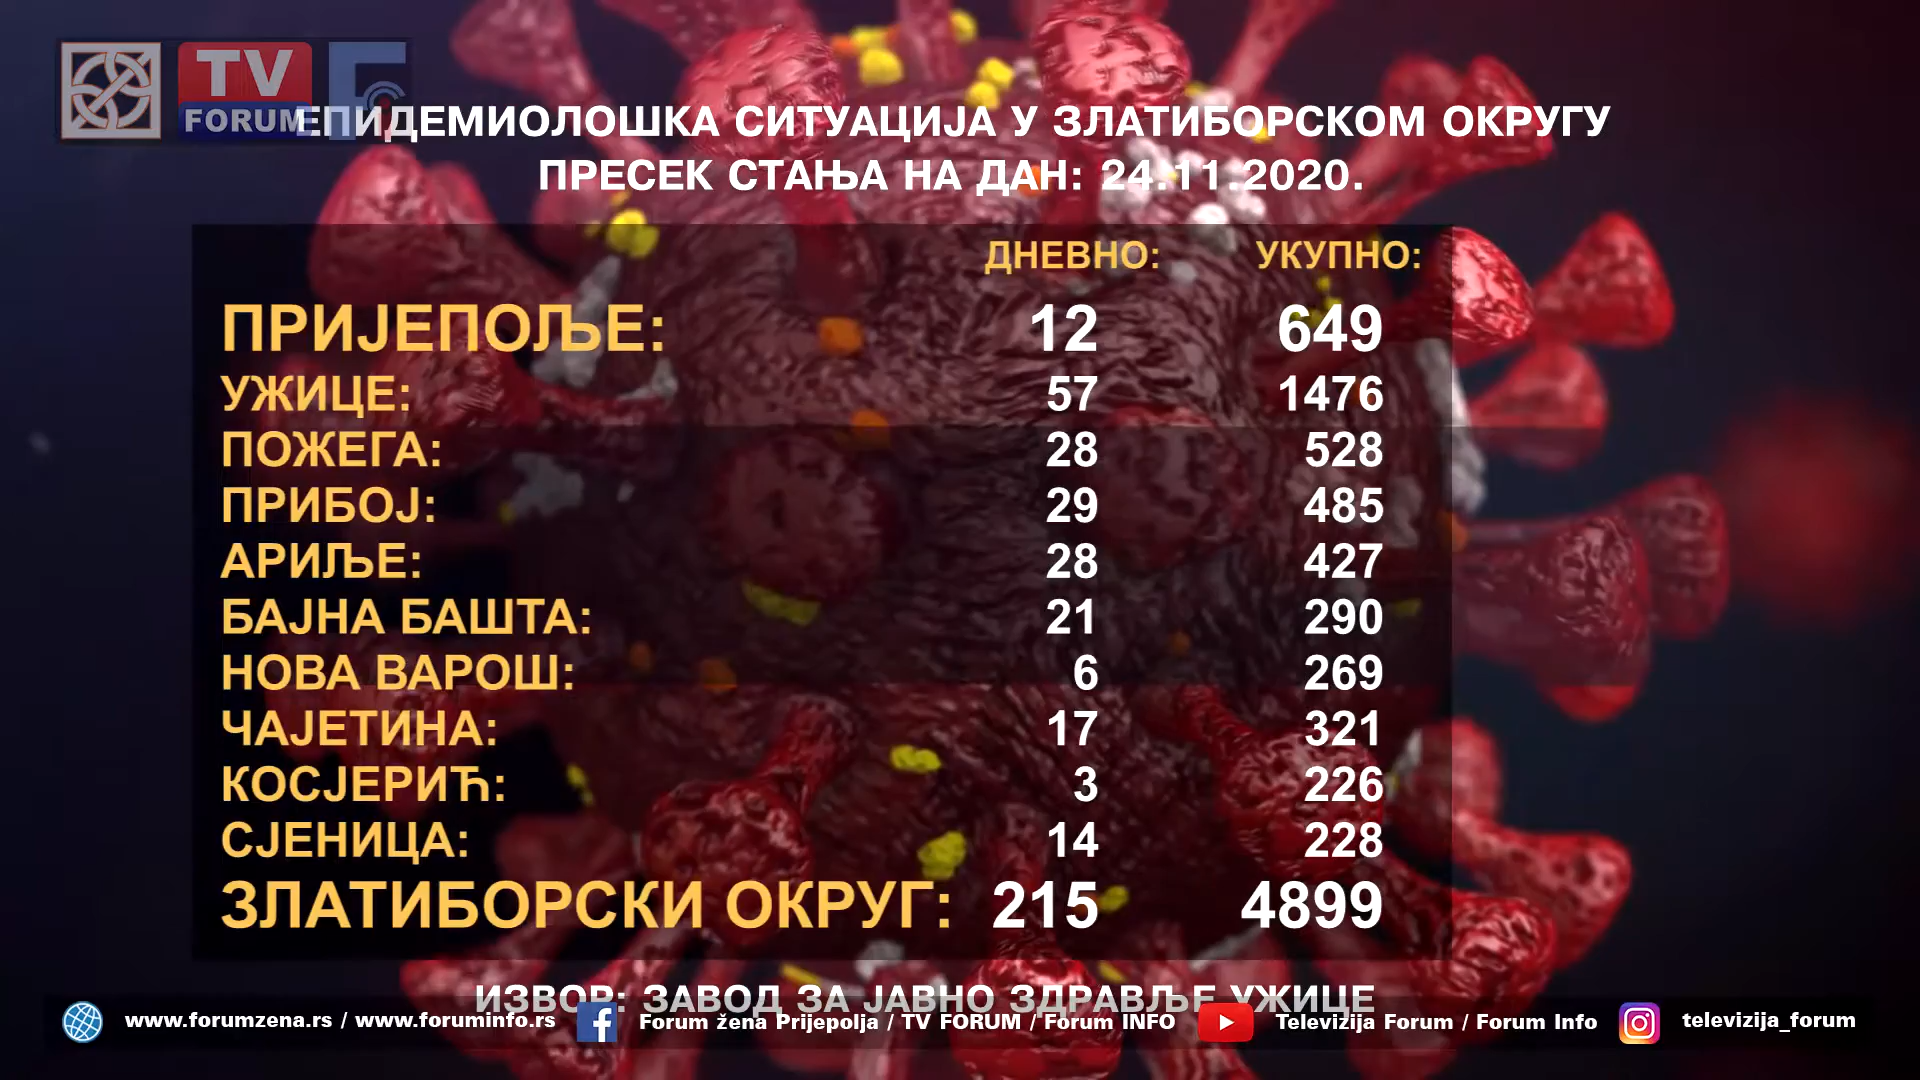 TV
FORUM
ЕПИДЕМИОЛОШКА СИТУАЦИЈА У ЗЛАТИБОРСКОМ ОКРУГУ
ПРЕСЕК СТАЊА НА ДАН: 24.11.2020.
ДНЕВНО: УКУПНО:
ПРИЈЕПОЉЕ: 12 649
УЖИЦЕ: 57 1476
ПОЖЕГА: 28 528
ПРИБОЈ: 29 485
АРИЉЕ: 28 427
БАЈНА БАШТА: 21 290
НОВА ВАРОШ: 6 269
ЧАЈЕТИНА: 17 321
КОСЈЕРИЋ: 3 226
СЈЕНИЦА: 14 228
ЗЛАТИБОРСКИ ОКРУГ: 215 4899
ИЗВОР: ЗАВОД ЗА ЈАВНО ЗДРАВЉЕ УЖИЦЕ
www.forumzena.rs / www.foruminfo.rs Forum žena Prijepolja / TV FORUM / Forum INFO Televizija Forum / Forum Info televizija_forum